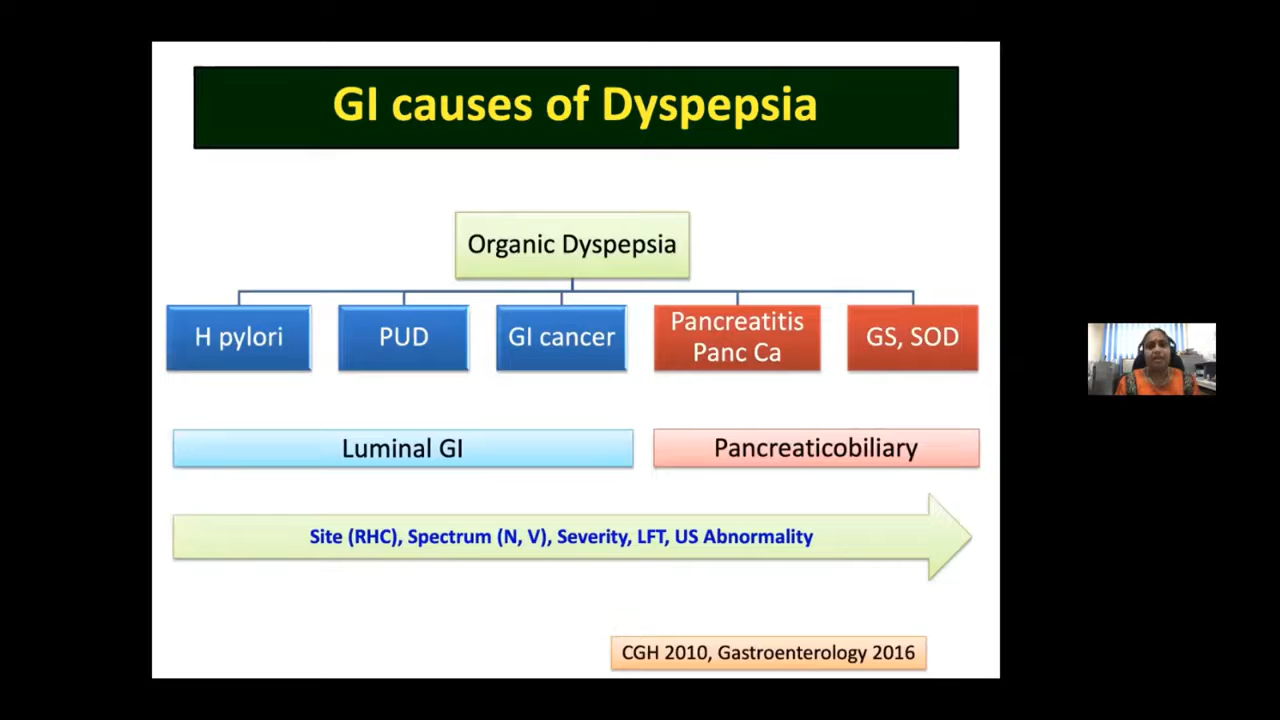 GI causes of Dyspepsia
Organic Dyspepsia
H pylori
PUD
GI cancer
Pancreatitis
Panc Ca
GS, SOD
Luminal GI
Pancreaticobiliary
Site (RHC), Spectrum (N, V), Severity, LFT, US Abnormality
CGH 2010, Gastroenterology 2016